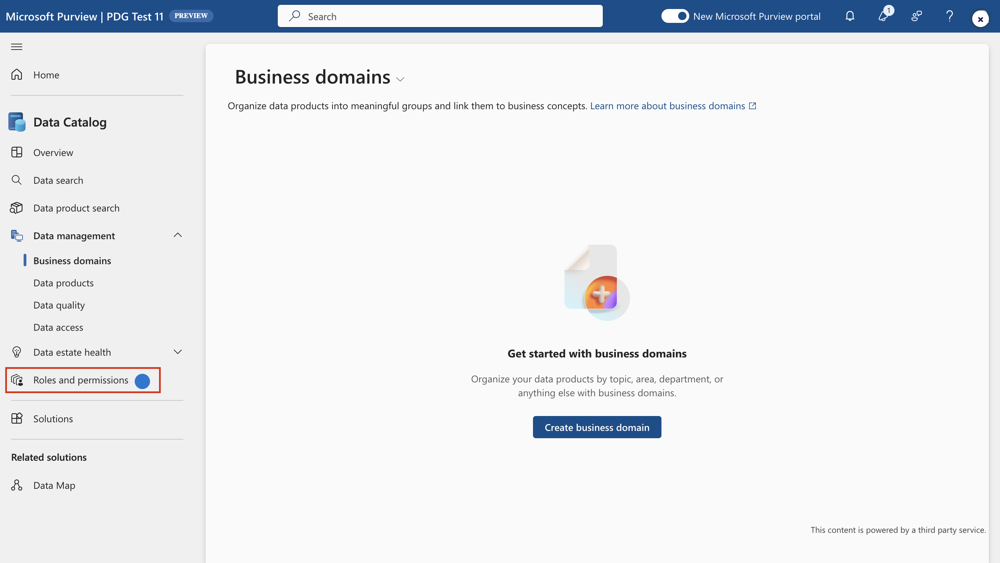 Microsoft Purview | PDG Test 11 PREVIEW
Search
New Microsoft Purview portal
1
Home
Data Catalog
Overview
Data search
Data product search
Data management
Business domains
Data products
Data quality
Data access
Data estate health
Roles and permissions
Solutions
Related solutions
Data Map
Business domains
Organize data products into meaningful groups and link them to business concepts. Learn more about business domains
Get started with business domains
Organize your data products by topic, area, department, or
anything else with business domains.
Create business domain
This content is powered by a third party service.